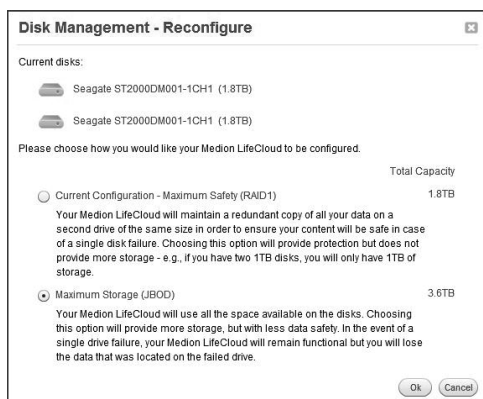 Disk Management - Reconfigure
Current disks:
Seagate ST2000DM001-1CH1 (1.8TB)
Seagate ST2000DM001-1CH1 (1.8TB)
Please choose how you would like your Medion LifeCloud to be configured.
Total Capacity
Current Configuration - Maximum Safety (RAID1) 1.8TB
Your Medion LifeCloud will maintain a redundant copy of all your data on a
second drive of the same size in order to ensure your content will be safe in case
of a single disk failure. Choosing this option will provide protection but does not
provide more storage - e.g., if you have two 1TB disks, you will only have 1TB of
storage.
Maximum Storage (JBOD) 3.6TB
Your Medion LifeCloud will use all the space available on the disks. Choosing
this option will provide more storage, but with less data safety. In the event of a
single drive failure, your Medion LifeCloud will remain functional but you will lose
the data that was located on the failed drive.
Ok Cancel